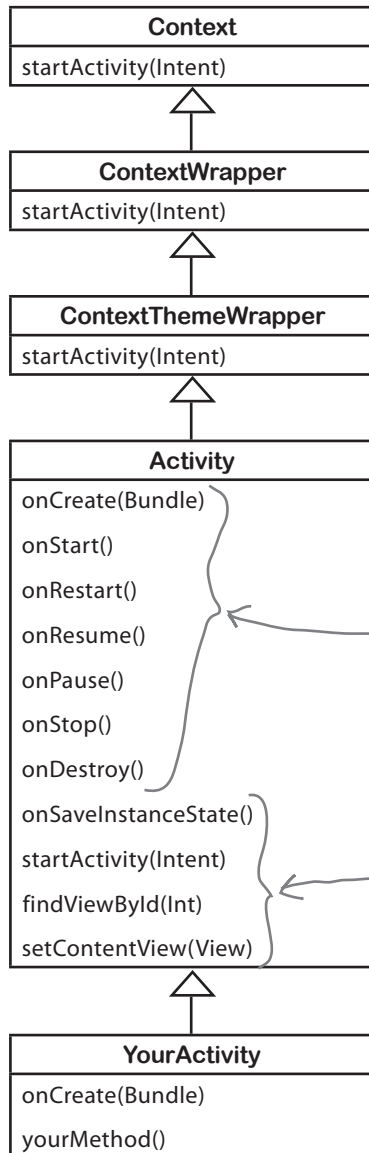 Context
startActivity(Intent)
ContextWrapper
startActivity(Intent)
ContextThemeWrapper
startActivity(Intent)
Activity
onCreate(Bundle)
onStart()
onRestart()
onResume()
onPause()
onStop()
onDestroy()
onSaveInstanceState()
startActivity(Intent)
findViewById(Int)
setContentView(View)
YourActivity
onCreate(Bundle)
yourMethod()